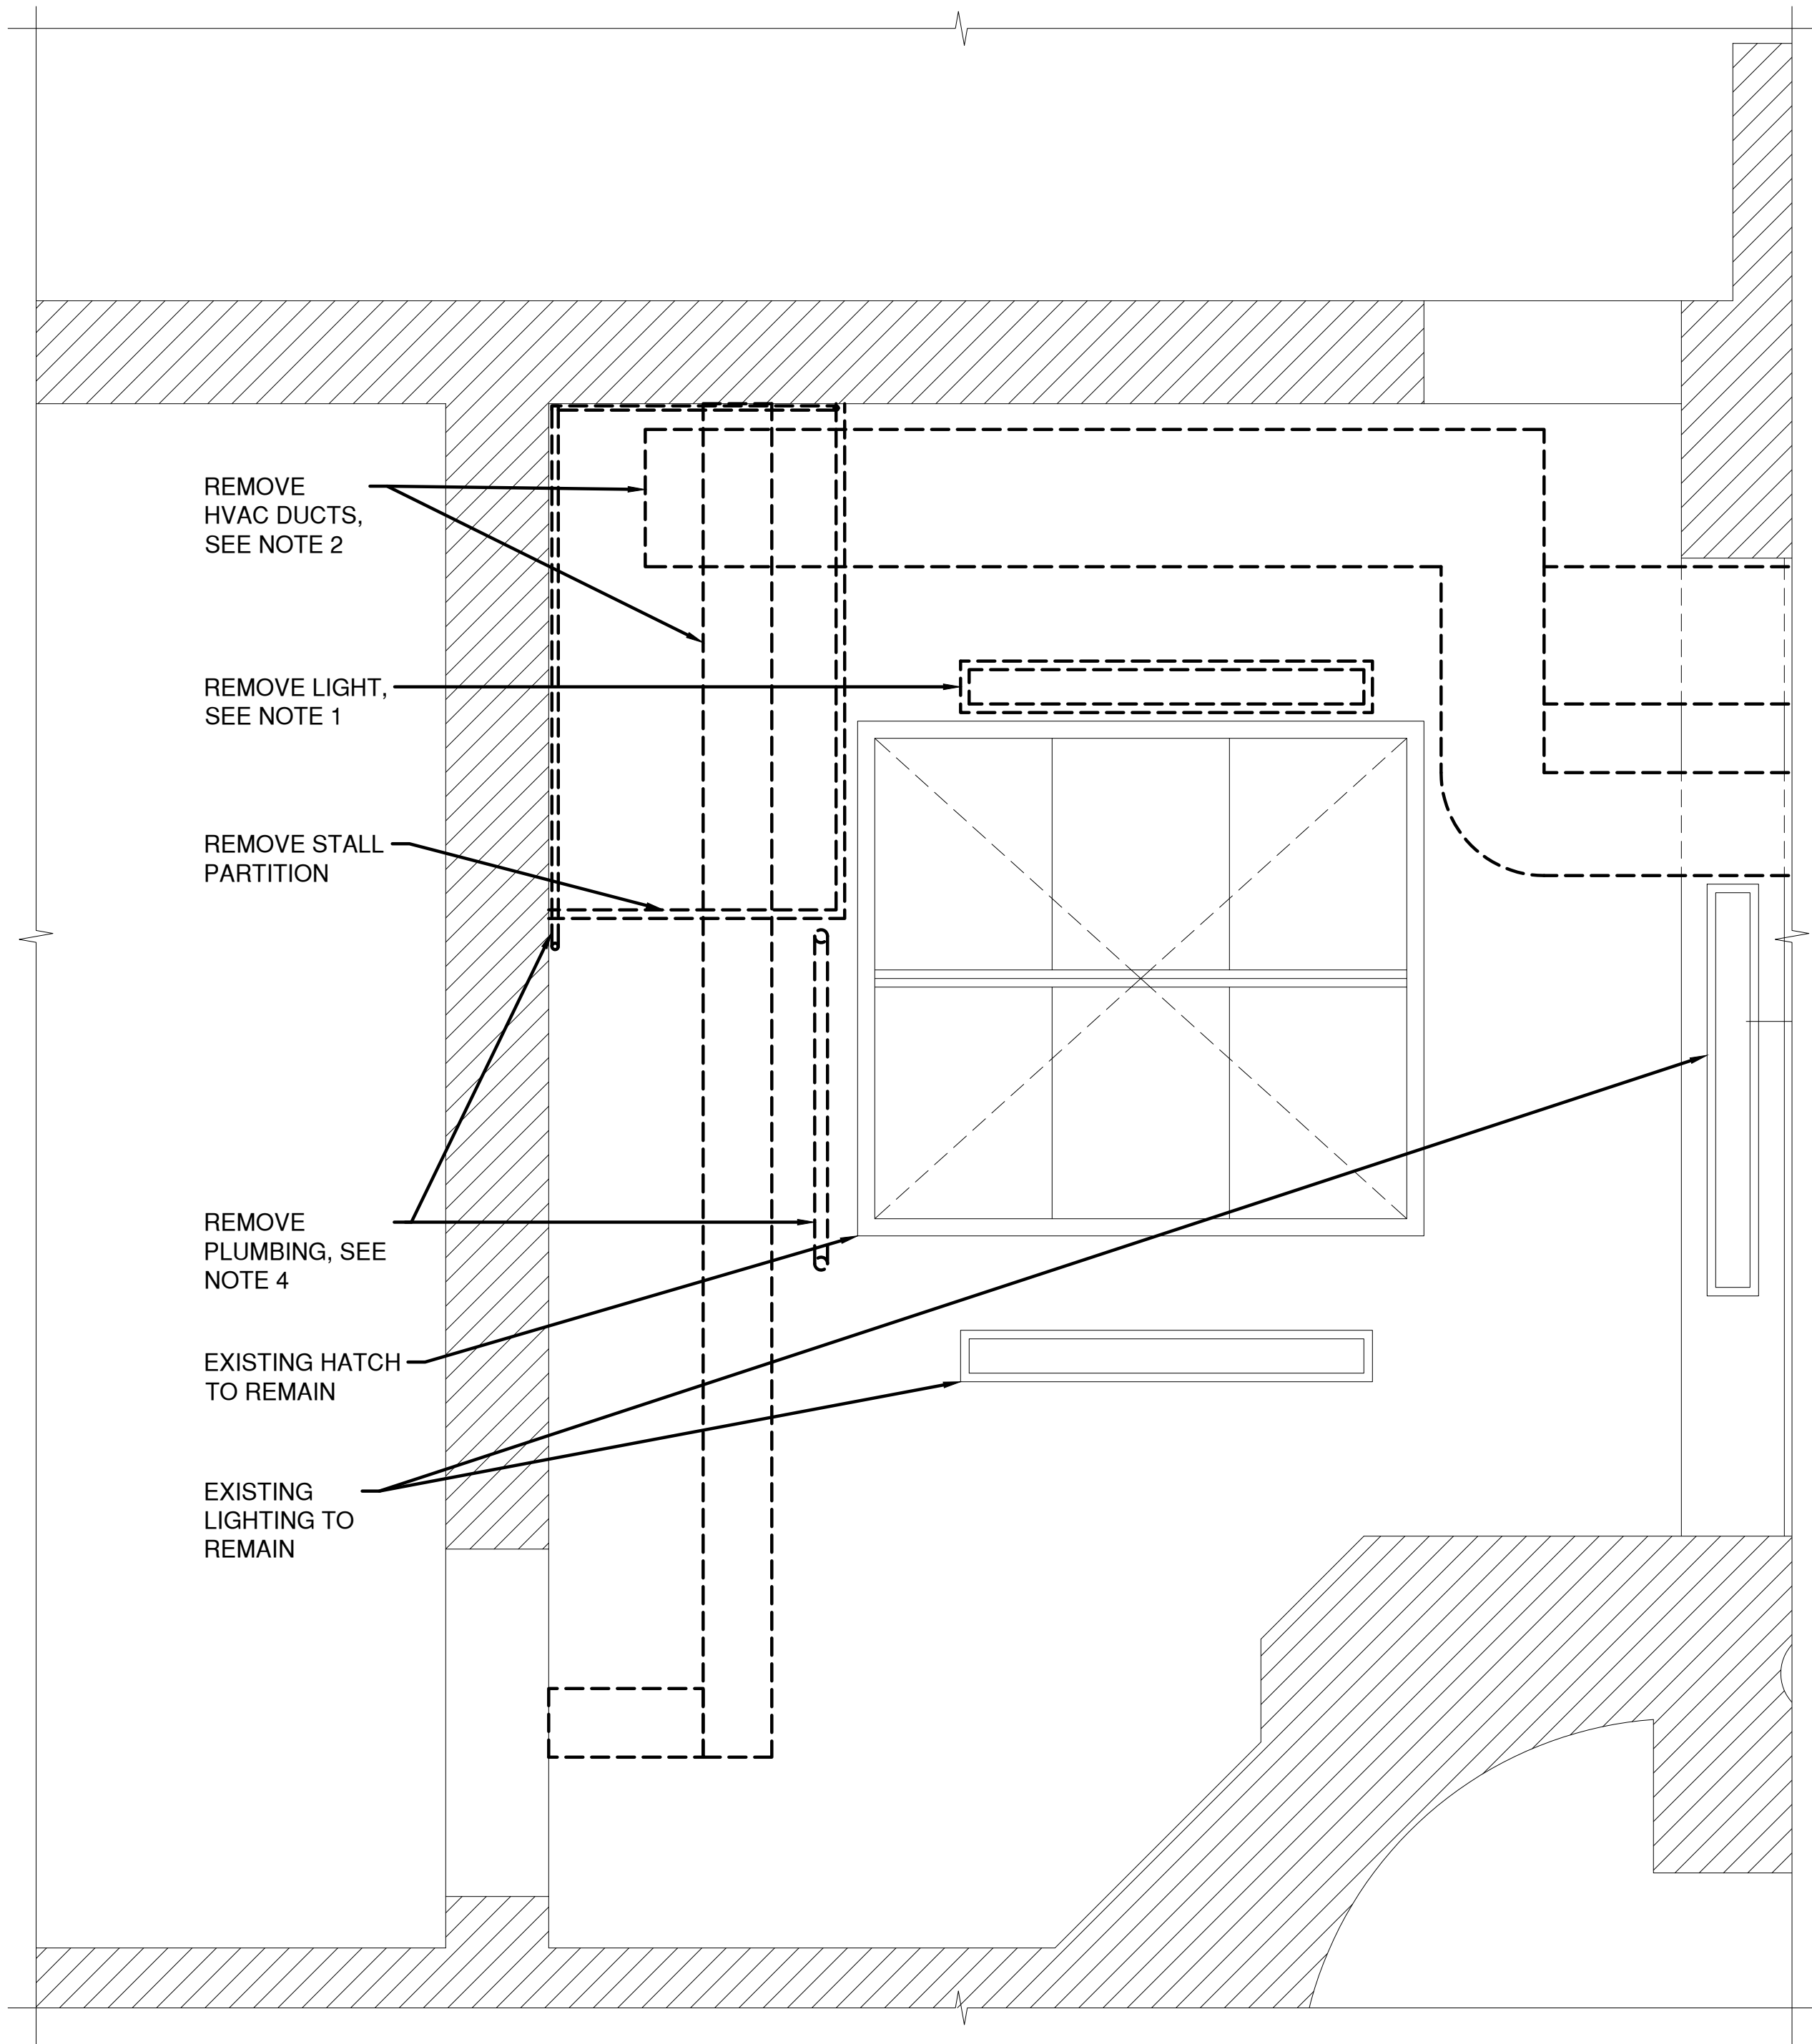 REMOVE
HVAC DUCTS,
SEE NOTE 2
REMOVE LIGHT,
SEE NOTE 1
REMOVE STALL
PARTITION
REMOVE
PLUMBING, SEE
NOTE 4
EXISTING HATCH
TO REMAIN
EXISTING
LIGHTING TO
REMAIN